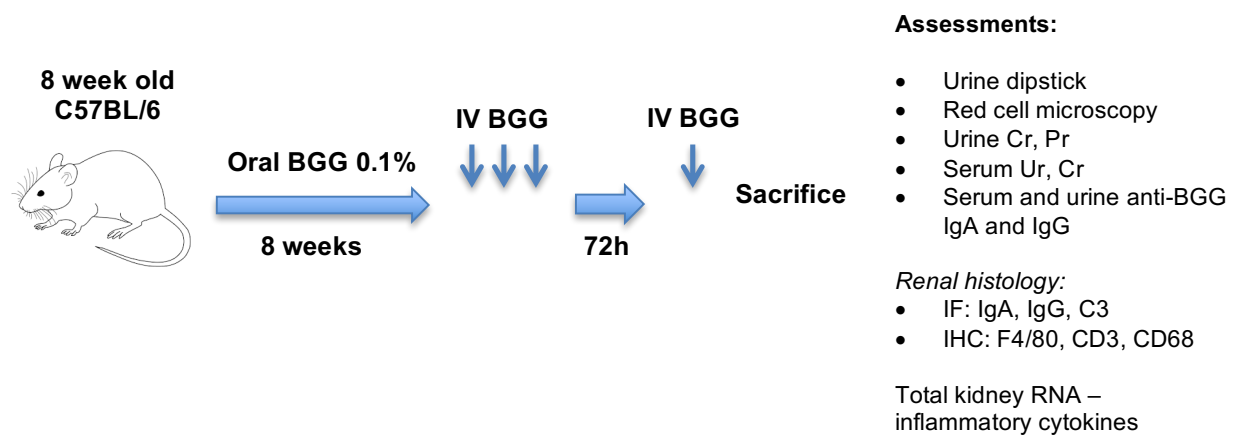 8 week old
C57BL/6
Oral BGG 0.1%
8 weeks
IV BGG
72h
IV BGG
Sacrifice
Assessments:
• Urine dipstick
• Red cell microscopy
• Urine Cr, Pr
• Serum Ur, Cr
• Serum and urine anti-BGG
IgA and IgG
Renal histology:
• IF: IgA, IgG, C3
• IHC: F4/80, CD3, CD68
Total kidney RNA –
inflammatory cytokines